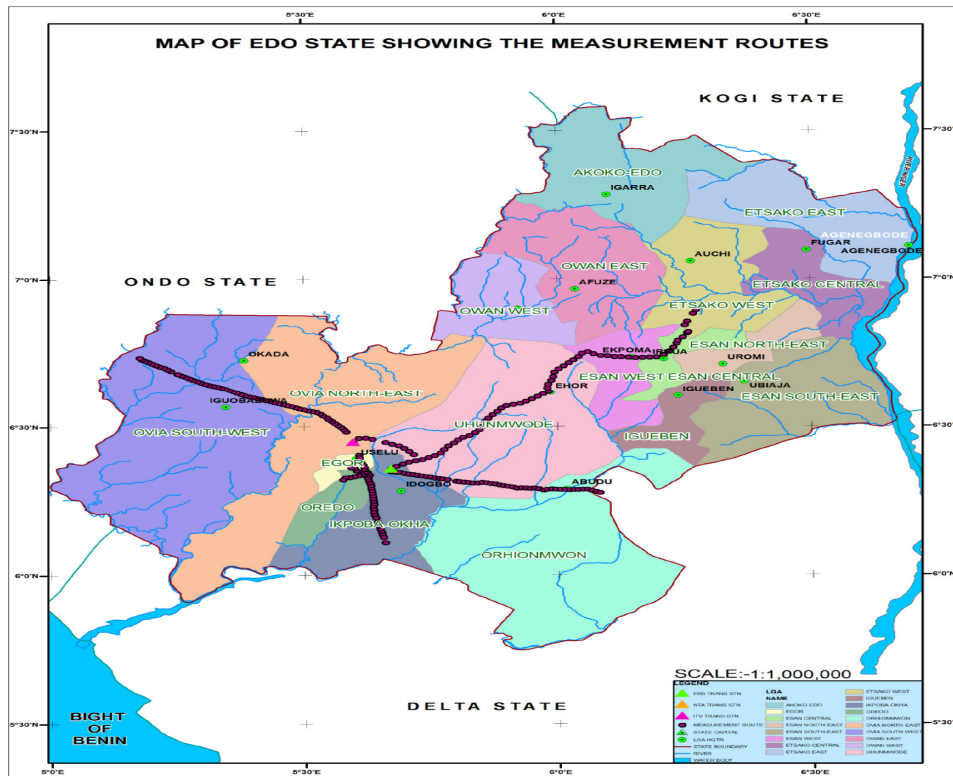 5°30'E
6°0'E
6°30'E
MAP OF EDO STATE SHOWING THE MEASUREMENT ROUTES
KOGI STATE
7°30'N
7°30'N
AKOKO-EDO
IGARRA
ETSAKO EAST
AGENEGBODE
FUGAR
AGENEGBODE
AUCHI
OWAN EAST
7°0'N
7°0'N
ONDO STATE
AFUZE
ETSAKO CENTRAL
ETSAKO WEST
OWAN WEST
ESAN NORTH-EAST
EKPOMA
IRRUA
UROMI
OKADA
ESAN WEST
ESAN CENTRAL
UBIAJA
EHOR
IGUEBEN
ESAN SOUTH-EAST
OVIA NORTH-EAST
6°30'N
6°30'N
OVIA SOUTH-WEST
UHUNMWODE
IGUEBEN
USELU
EGOR
IDOGBO
ABUDU
OREDO
IKPOBA-OKHA
ORHIONMWON
6°0'N
6°0'N
SCALE:-1:1,000,000
DELTA STATE
BIGHT OF
BENIN
5°30'N
5°30'N
LEGEND
EBS TRANS STN
NTA TRANS STN
ITV TRANS STN
MEASUREMENT ROUTE
STATE CAPITAL
LGA HQTR
STATE BOUNDARY
RIVER
WATER BODY
LGA
NAME
AKOKO-EDO
EGOR
ESAN CENTRAL
ESAN NORTH-EAST
ESAN SOUTH-EAST
ESAN WEST
ETSAKO CENTRAL
ETSAKO EAST
ETSAKO WEST
IGUEBEN
IKPOBA-OKHA
OREDO
ORHIONMWON
OVIA NORTH-EAST
OVIA SOUTH-WEST
OWAN EAST
OWAN WEST
UHUNMWODE
5°0'E
5°30'E
6°0'E
6°30'E